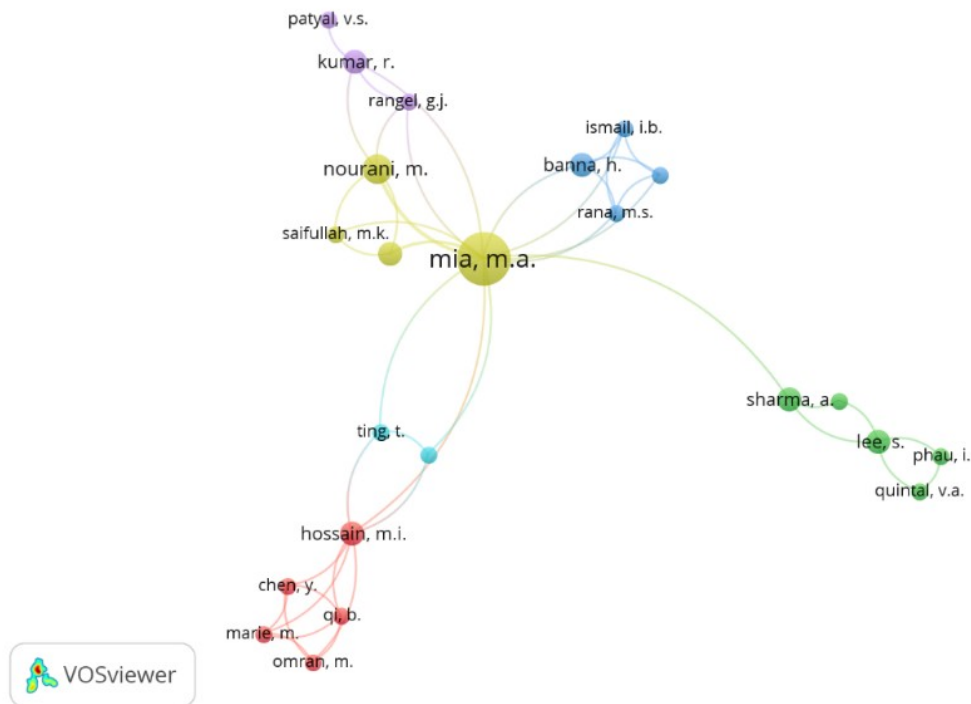 patyal, v.s.
kumar, r.
rangel, g.j.
ismail, i.b.
banna, h.
nourani, m.
rana, m.s.
saifullah, m.k.
mia, m.a.
sharma, a.
ting, t.
lee, s.
phau, i.
quintal, v.a.
hossain, m.i.
chen, y.
qi, b.
marie, m.
omran, m.
VOSviewer